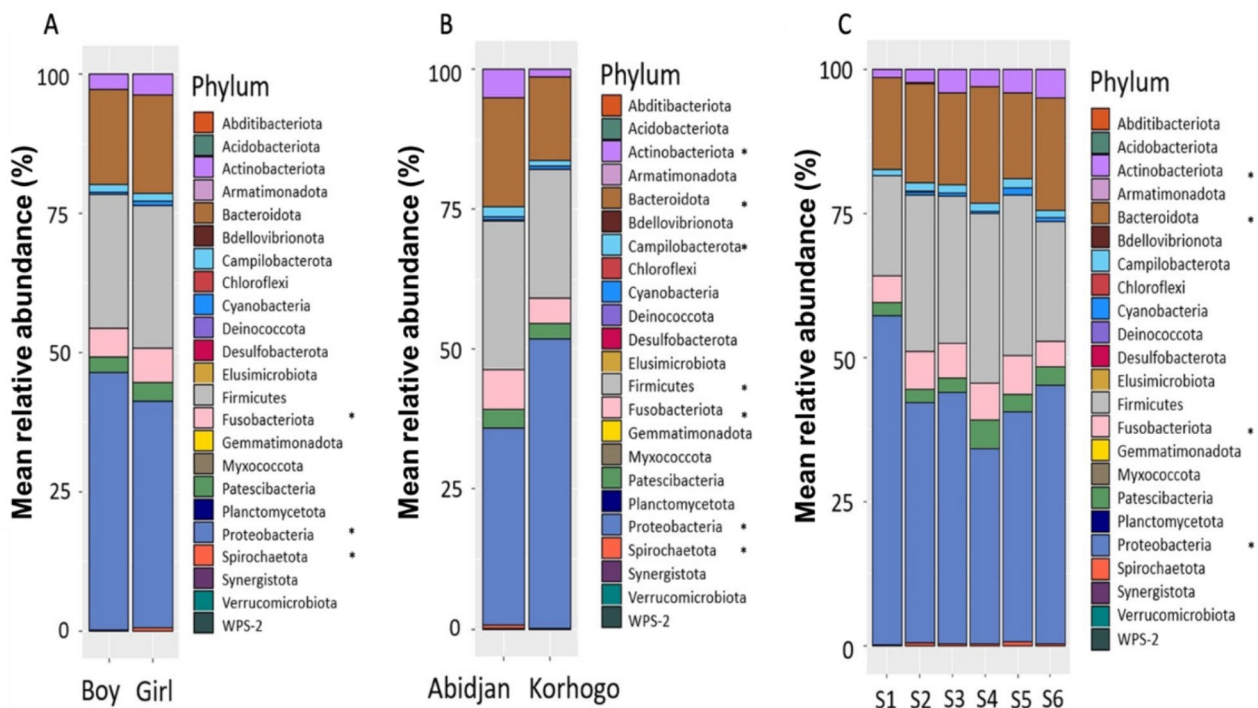 A
Mean relative abundance (%)
100
75
50
25
0
Boy Girl
Phylum
Abditibacteriota
Acidobacteriota
Actinobacteriota
Armatimonadota
Bacteroidota
Bdellovibrionota
Campilobacterota
Chloroflexi
Cyanobacteria
Deinococcota
Desulfobacterota
Elusimicrobiota
Firmicutes
Fusobacteriota *
Gemmatimonadota
Myxococcota
Patescibacteria
Planctomycetota
Proteobacteria *
Spirochaetota *
Synergistota
Verrucomicrobiota
WPS-2
B
Mean relative abundance (%)
100
75
50
25
0
Abidjan Korhogo
Phylum
Abditibacteriota
Acidobacteriota
Actinobacteriota *
Armatimonadota
Bacteroidota *
Bdellovibrionota
Campilobacterota*
Chloroflexi
Cyanobacteria
Deinococcota
Desulfobacterota
Elusimicrobiota
Firmicutes *
Fusobacteriota *
Gemmatimonadota
Myxococcota
Patescibacteria
Planctomycetota
Proteobacteria *
Spirochaetota *
Synergistota
Verrucomicrobiota
WPS-2
C
Mean relative abundance (%)
100
75
50
25
0
S1 S2 S3 S4 S5 S6
Phylum
Abditibacteriota
Acidobacteriota
Actinobacteriota *
Armatimonadota
Bacteroidota *
Bdellovibrionota
Campilobacterota
Chloroflexi
Cyanobacteria
Deinococcota
Desulfobacterota
Elusimicrobiota
Firmicutes
Fusobacteriota *
Gemmatimonadota
Myxococcota
Patescibacteria
Planctomycetota
Proteobacteria *
Spirochaetota
Synergistota
Verrucomicrobiota
WPS-2